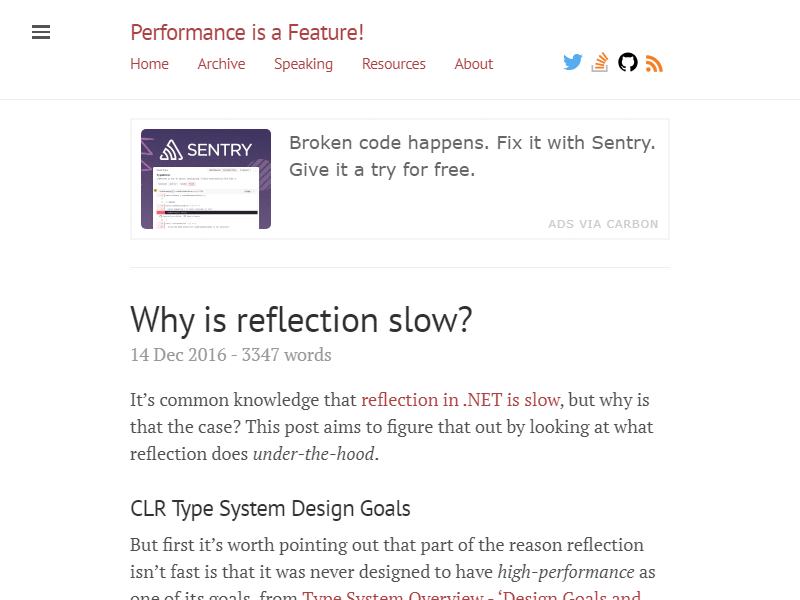 Performance is a Feature!
Home Archive Speaking Resources About
SENTRY
Broken code happens. Fix it with Sentry.
Give it a try for free.
ADS VIA CARBON
Why is reflection slow?
14 Dec 2016 - 3347 words
It’s common knowledge that reflection in .NET is slow, but why is
that the case? This post aims to figure that out by looking at what
reflection does under-the-hood.
CLR Type System Design Goals
But first it’s worth pointing out that part of the reason reflection
isn’t fast is that it was never designed to have high-performance as
one of its goals, from Type System Overview - ‘Design Goals and